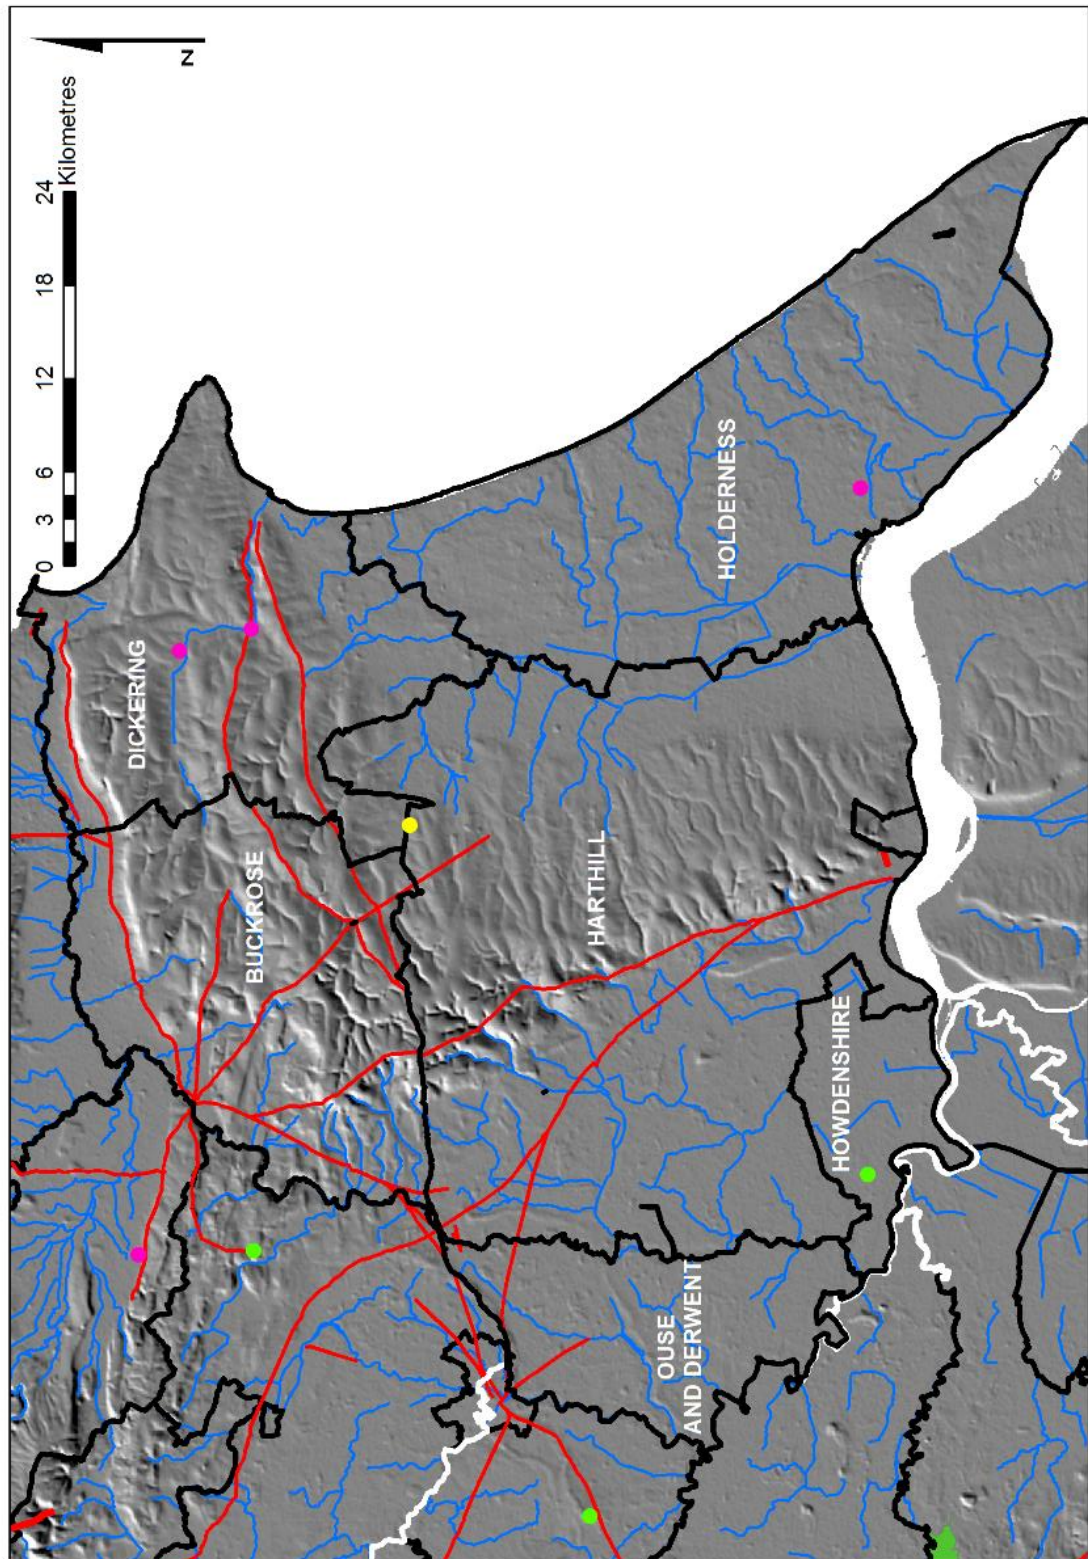 N
0 3 6 12 18 24
Kilometres
DICKERING
BUCKROSE
HARTHILL
HOLDERNESS
HOWDENSHIRE
OUSE
AND DERWENT